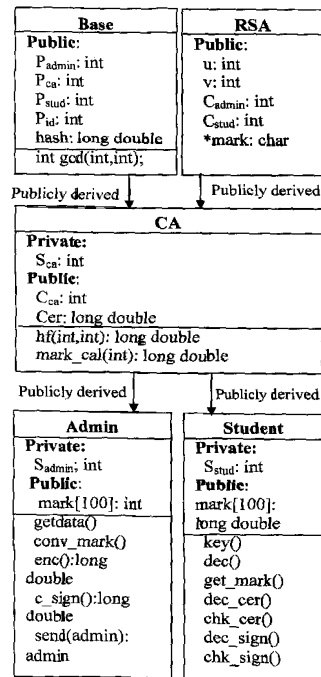 Base
Public:
P_admin: int
P_ca: int
P_stud: int
P_id: int
hash: long double
int gcd(int,int);
RSA
Public:
u: int
v: int
C_admin: int
C_stud: int
*mark: char
Publicly derived
Publicly derived
CA
Private:
S_ca: int
Public:
C_ca: int
Cer: long double
hf(int,int): long double
mark_cal(int): long double
Publicly derived
Publicly derived
Admin
Private:
S_admin; int
Public:
mark[100]: int
getdata()
conv_mark()
enc():long
double
c_sign():long
double
send(admin):
admin
Student
Private:
S_stud: int
Public:
mark[100]:
long double
key()
dec()
get_mark()
dec_cer()
chk_cer()
dec_sign()
chk_sign()